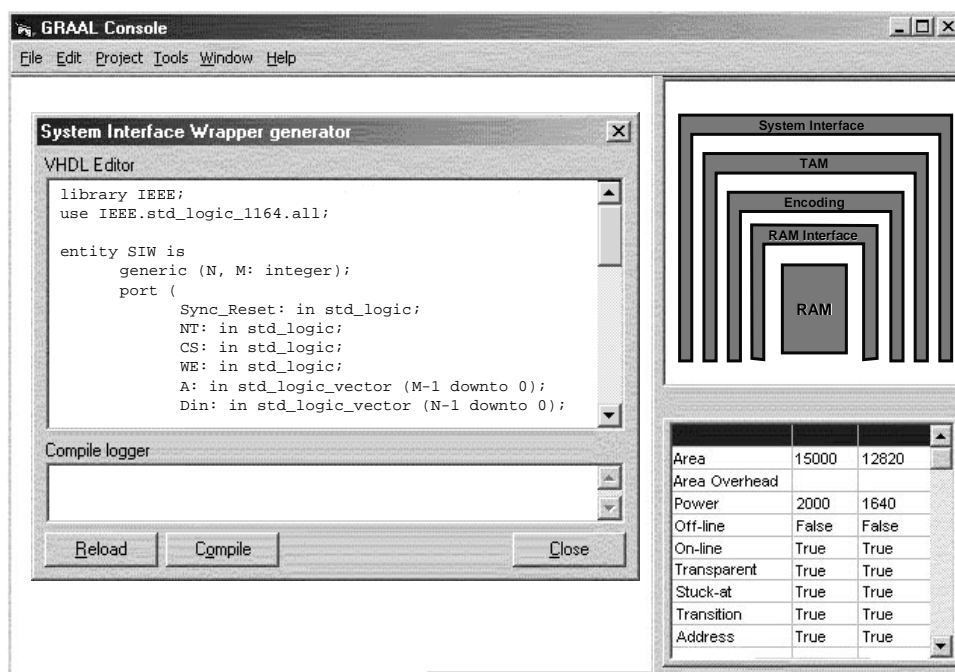 GRAAL Console
File Edit Project Tools Window Help
System Interface Wrapper generator
VHDL Editor
library IEEE;
use IEEE.std_logic_1164.all;
entity SIW is
generic (N, M: integer);
port (
Sync_Reset: in std_logic;
NT: in std_logic;
CS: in std_logic;
WE: in std_logic;
A: in std_logic_vector (M-1 downto 0);
Din: in std_logic_vector (N-1 downto 0);
Compile logger
Reload Compile Close
System Interface
TAM
Encoding
RAM Interface
RAM
Area 15000 12820
Area Overhead
Power 2000 1640
Off-line False False
On-line True True
Transparent True True
Stuck-at True True
Transition True True
Address True True